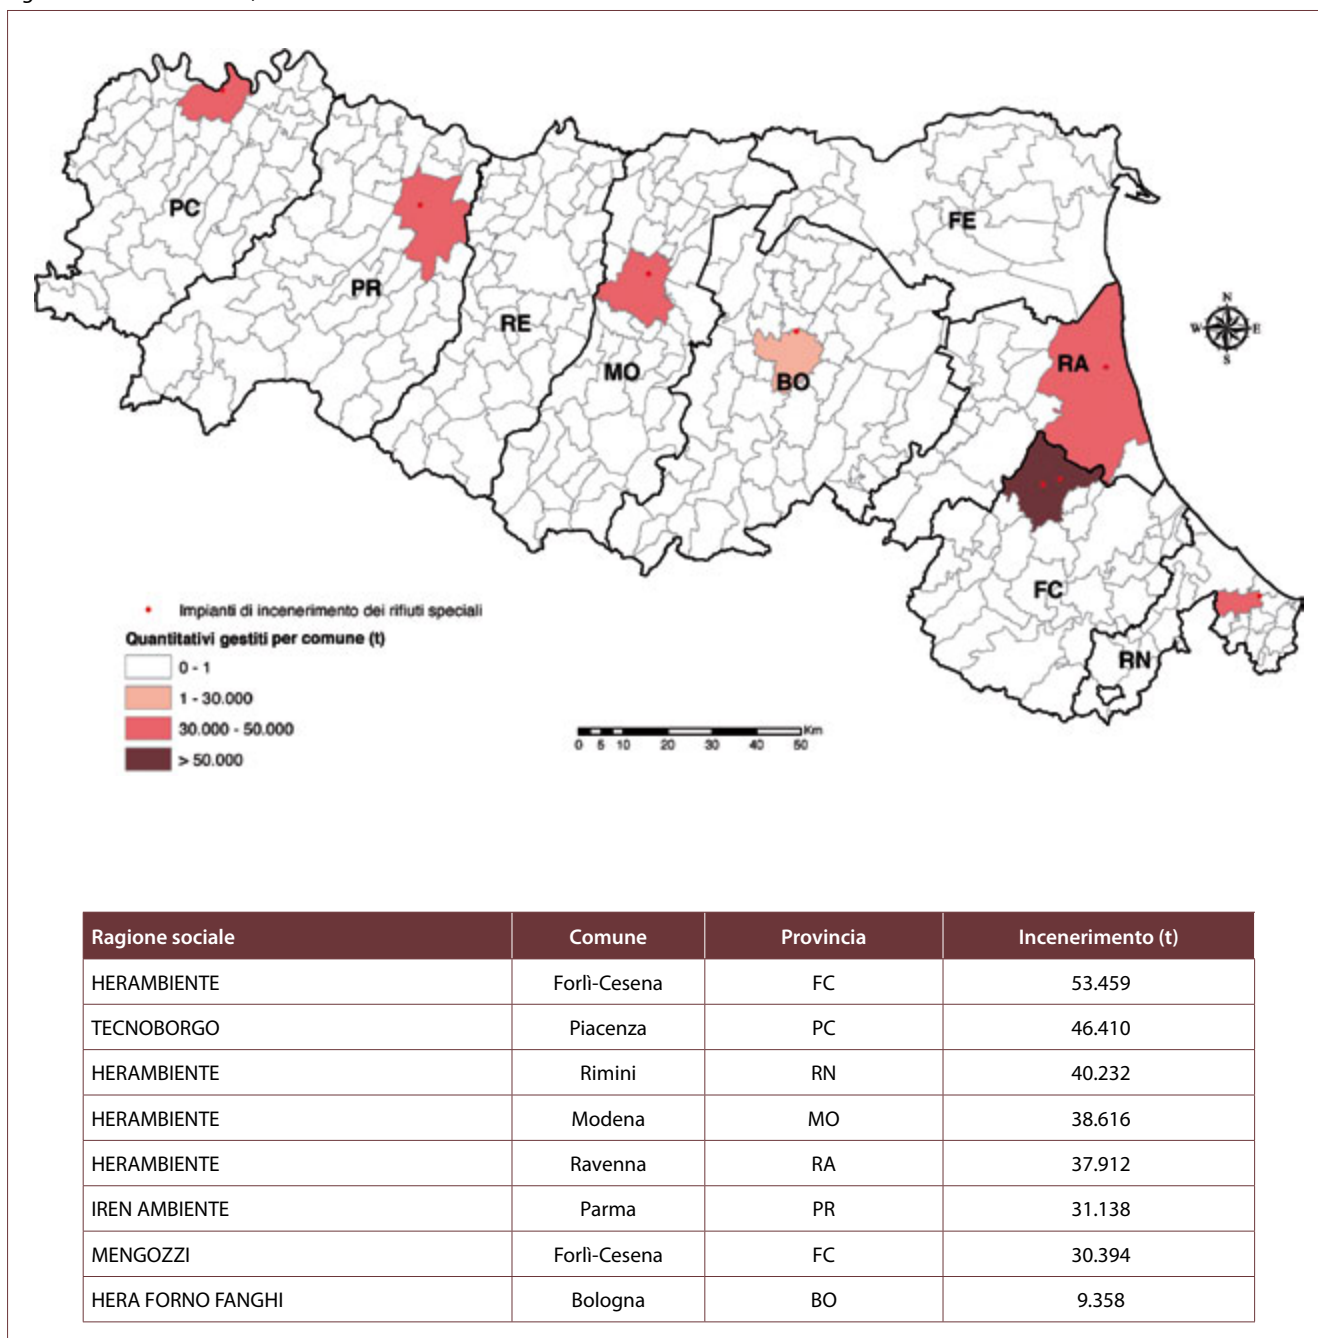 PC
PR
RE
MO
BO
FE
RA
FC
RN
N
W E
S
Impianti di incenerimento dei rifiuti speciali
Quantitativi gestiti per comune (t)
0 - 1
1 - 30.000
30.000 - 50.000
> 50.000
Km
0 5 10 20 30 40 50
Ragione sociale Comune Provincia Incenerimento (t)
HERAMBIENTE Forlì-Cesena FC 53.459
TECNOBORGO Piacenza PC 46.410
HERAMBIENTE Rimini RN 40.232
HERAMBIENTE Modena MO 38.616
HERAMBIENTE Ravenna RA 37.912
IREN AMBIENTE Parma PR 31.138
MENGOZZI Forlì-Cesena FC 30.394
HERA FORNO FANGHI Bologna BO 9.358